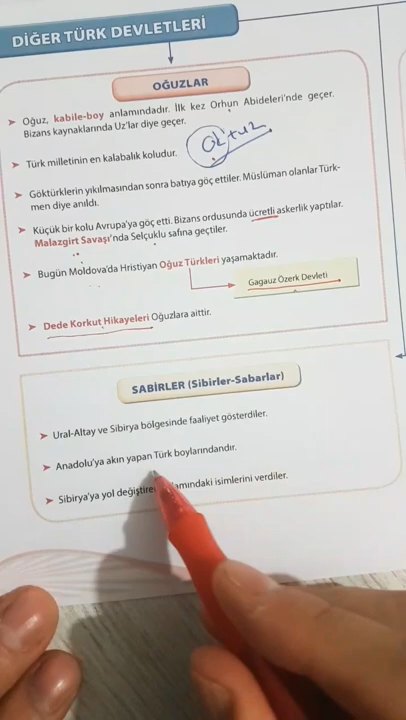 DİĞER TÜRK DEVLETLERİ
OĞUZLAR
➤ Oğuz, kabile-boy anlamındadır. İlk kez Orhun Abideleri'nde geçer.
Bizans kaynaklarında Uz'lar diye geçer.
➤ Türk milletinin en kalabalık koludur.
➤ Göktürklerin yıkılmasından sonra batıya göç ettiler. Müslüman olanlar Türk-
men diye anıldı.
➤ Küçük bir kolu Avrupa'ya göç etti. Bizans ordusunda ücretli askerlik yaptılar.
Malazgirt Savaşı'nda Selçuklu safına geçtiler.
➤ Bugün Moldova'da Hristiyan Oğuz Türkleri yaşamaktadır.
Gagauz Özerk Devleti
➤ Dede Korkut Hikayeleri Oğuzlara aittir.
SABİRLER (Sibirler-Sabarlar)
➤ Ural-Altay ve Sibirya bölgesinde faaliyet gösterdiler.
➤ Anadolu'ya akın yapan Türk boylarındandır.
➤ Sibirya'ya yol isimlerini verdiler.